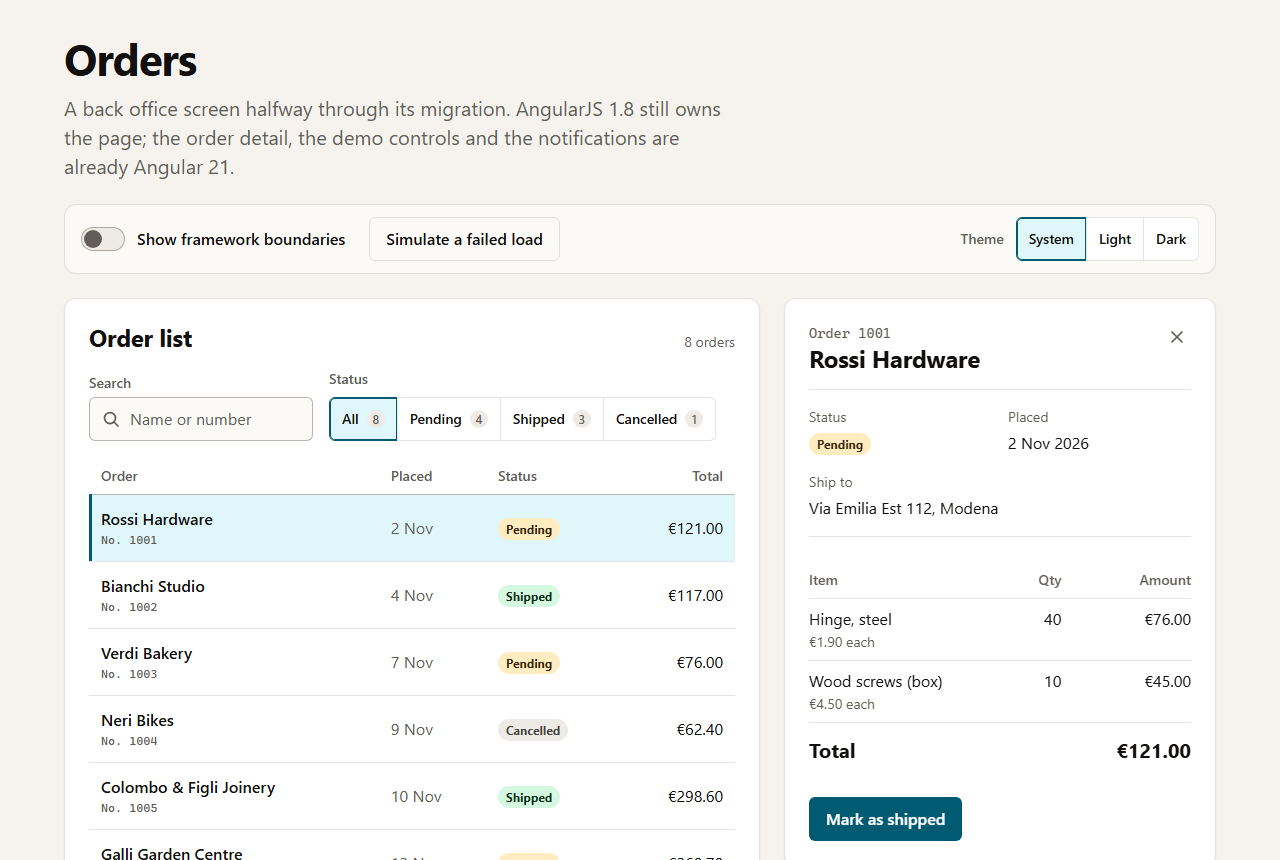 Orders
A back office screen halfway through its migration. AngularJS 1.8 still owns
the page; the order detail, the demo controls and the notifications are
already Angular 21.
Show framework boundaries
Simulate a failed load
Theme
System
Light
Dark
Order list
8 orders
Search
Name or number
Status
All 8
Pending 4
Shipped 3
Cancelled 1
Order Placed Status Total
Rossi Hardware
No. 1001
2 Nov
Pending
€121.00
Bianchi Studio
No. 1002
4 Nov
Shipped
€117.00
Verdi Bakery
No. 1003
7 Nov
Pending
€76.00
Neri Bikes
No. 1004
9 Nov
Cancelled
€62.40
Colombo & Figli Joinery
No. 1005
10 Nov
Shipped
€298.60
Galli Garden Centre
Order 1001
Rossi Hardware
Status
Pending
Placed
2 Nov 2026
Ship to
Via Emilia Est 112, Modena
Item Qty Amount
Hinge, steel 40 €76.00
€1.90 each
Wood screws (box) 10 €45.00
€4.50 each
Total €121.00
Mark as shipped